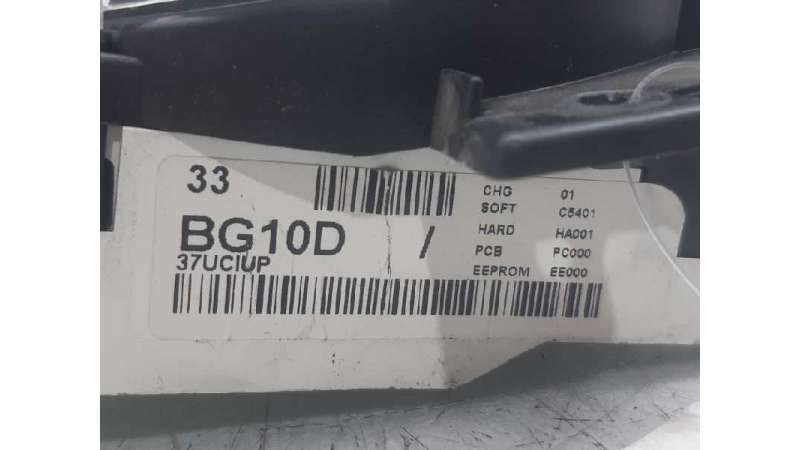 33
CHG 01
SOFT C5401
BG10D /
HARD HA001
PCB PC000
37UCIUP
EEPROM EE000